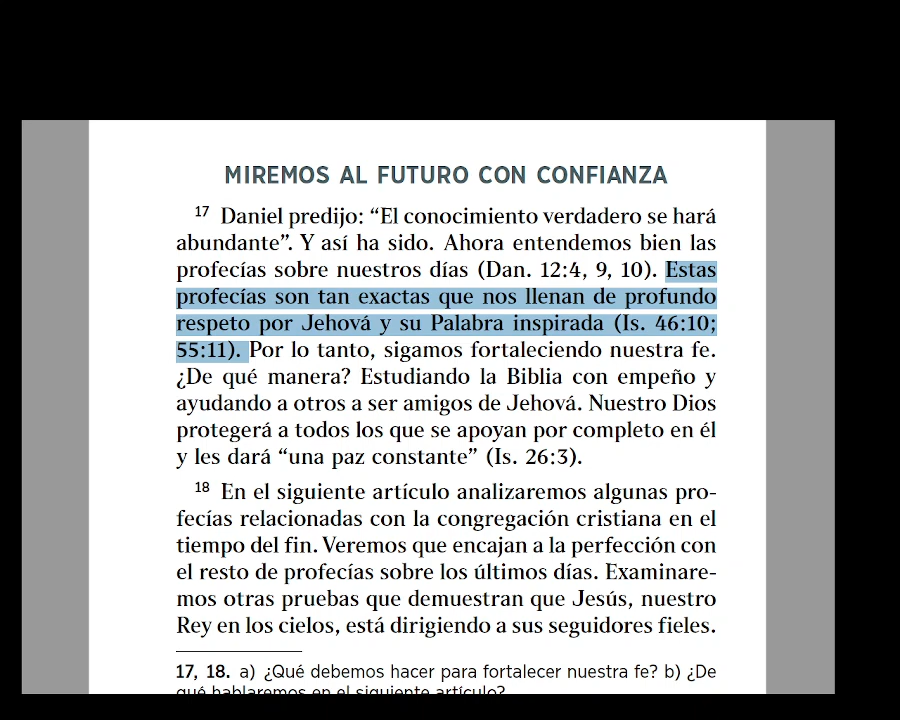 MIREMOS AL FUTURO CON CONFIANZA
17 Daniel predijo: “El conocimiento verdadero se hará
abundante”. Y así ha sido. Ahora entendemos bien las
profecías sobre nuestros días (Dan. 12:4, 9, 10). Estas
profecías son tan exactas que nos llenan de profundo
respeto por Jehová y su Palabra inspirada (Is. 46:10;
55:11). Por lo tanto, sigamos fortaleciendo nuestra fe.
¿De qué manera? Estudiando la Biblia con empeño y
ayudando a otros a ser amigos de Jehová. Nuestro Dios
protegerá a todos los que se apoyan por completo en él
y les dará “una paz constante” (Is. 26:3).
18 En el siguiente artículo analizaremos algunas pro-
fecías relacionadas con la congregación cristiana en el
tiempo del fin. Veremos que encajan a la perfección con
el resto de profecías sobre los últimos días. Examinare-
mos otras pruebas que demuestran que Jesús, nuestro
Rey en los cielos, está dirigiendo a sus seguidores fieles.
17, 18. a) ¿Qué debemos hacer para fortalecer nuestra fe? b) ¿De
qué hablaremos en el siguiente artículo?